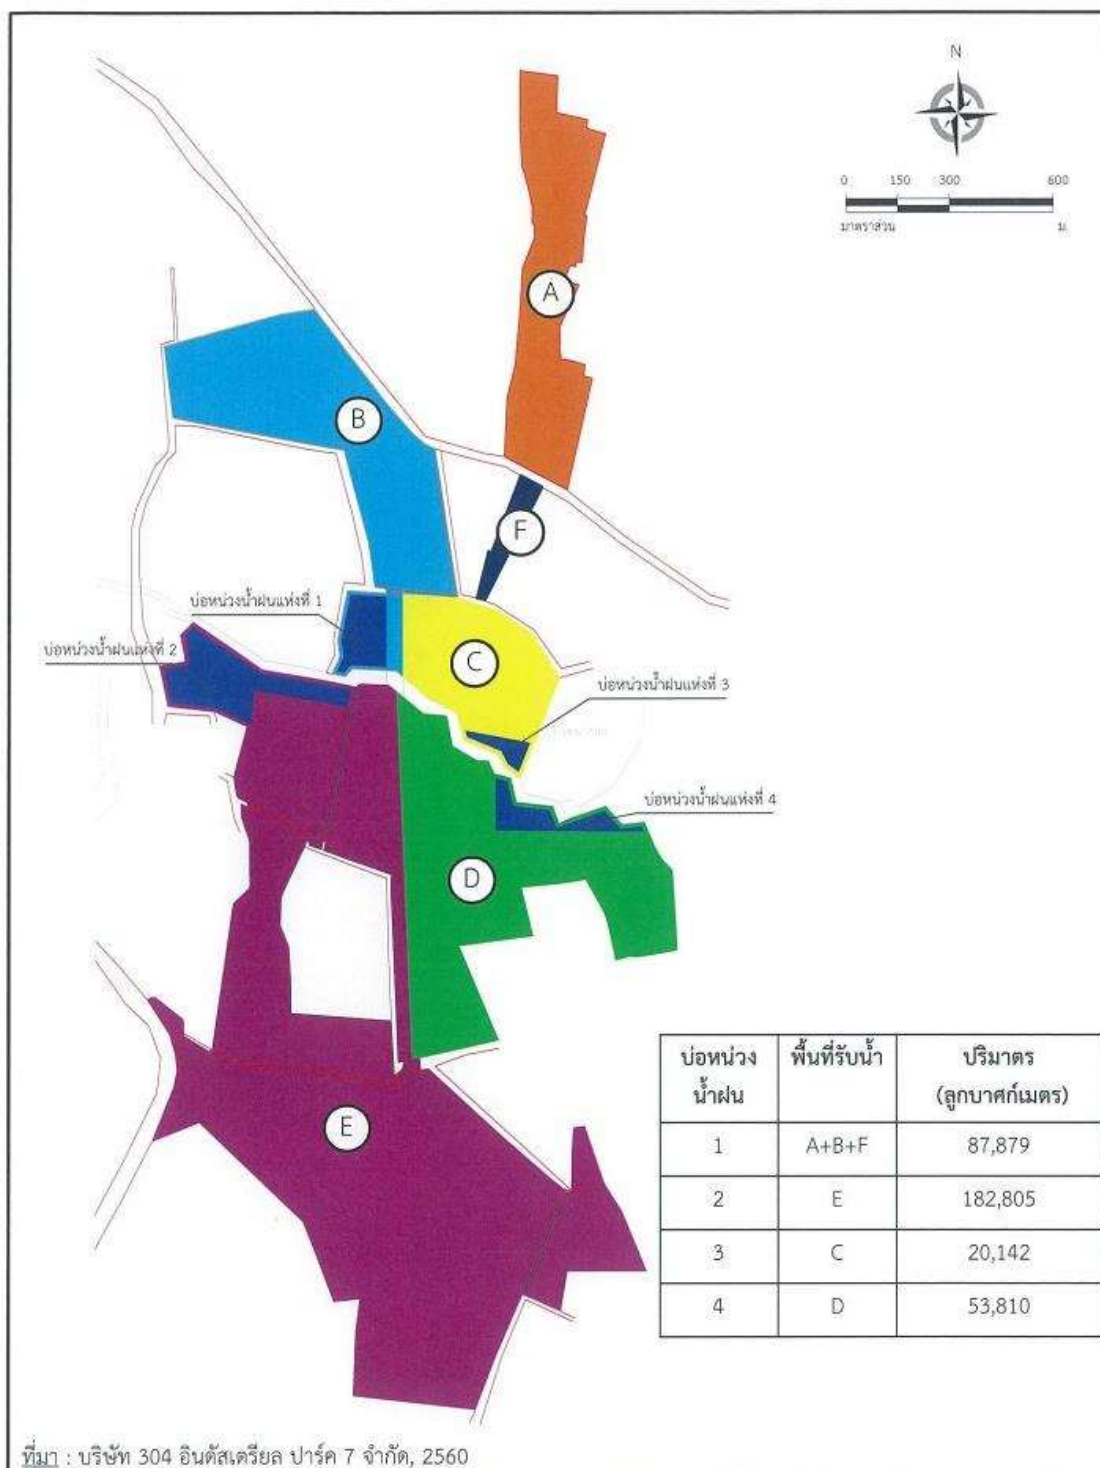 N
0 150 300 600
มาตราส่วน ม.
A
B
F
บ่อหน่วงน้ำฝนแห่งที่ 1
บ่อหน่วงน้ำฝนแห่งที่ 2
C
บ่อหน่วงน้ำฝนแห่งที่ 3
บ่อหน่วงน้ำฝนแห่งที่ 4
D
E
บ่อหน่วง พื้นที่รับน้ำ ปริมาตร
น้ำฝน (ลูกบาศก์เมตร)
1 A+B+F 87,879
2 E 182,805
3 C 20,142
4 D 53,810
ที่มา : บริษัท 304 อินดัสเตรียล ปาร์ค 7 จำกัด, 2560